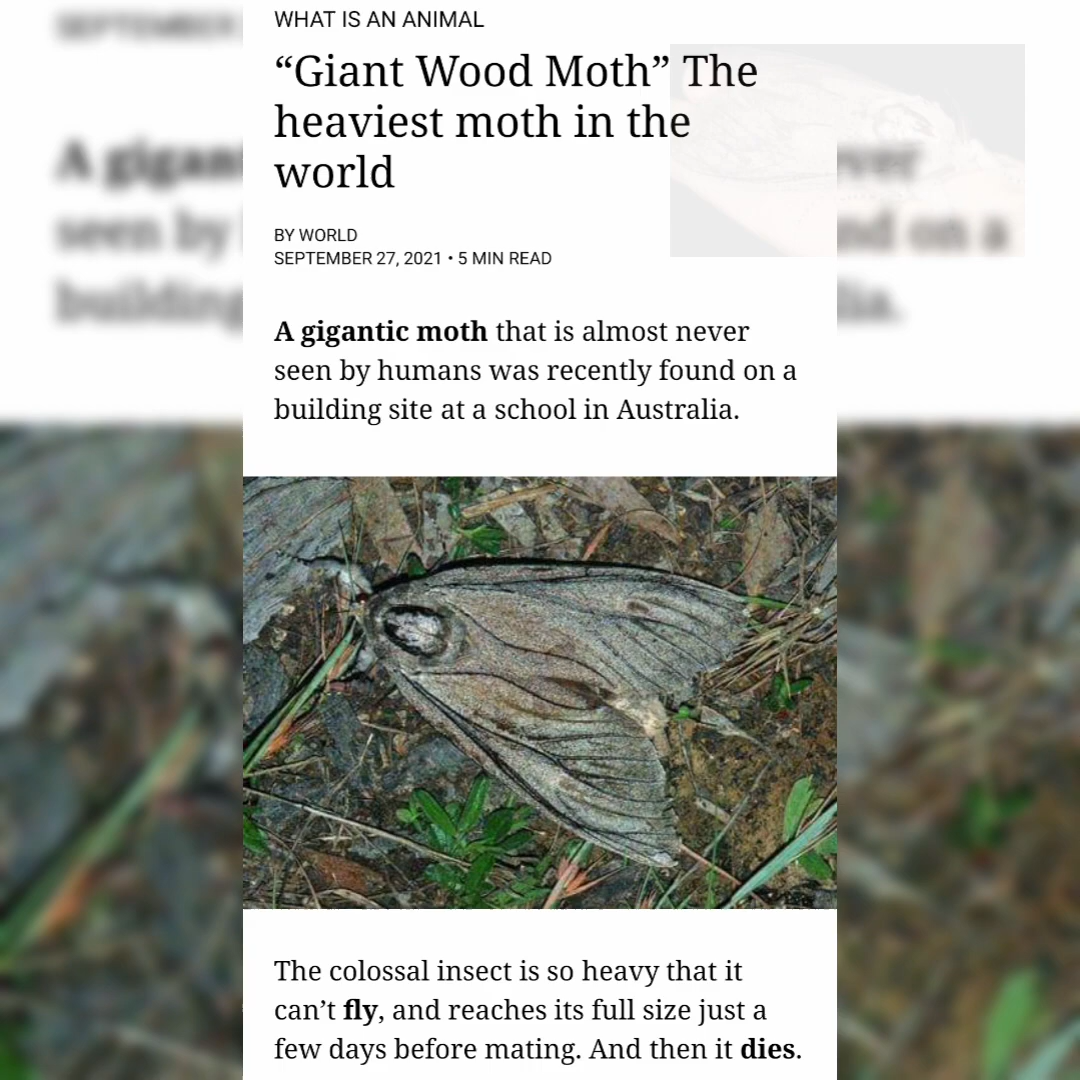 WHAT IS AN ANIMAL
“Giant Wood Moth” The
heaviest moth in the
world
BY WORLD
SEPTEMBER 27, 2021 • 5 MIN READ
A gigantic moth that is almost never
seen by humans was recently found on a
building site at a school in Australia.
The colossal insect is so heavy that it
can’t fly, and reaches its full size just a
few days before mating. And then it dies.